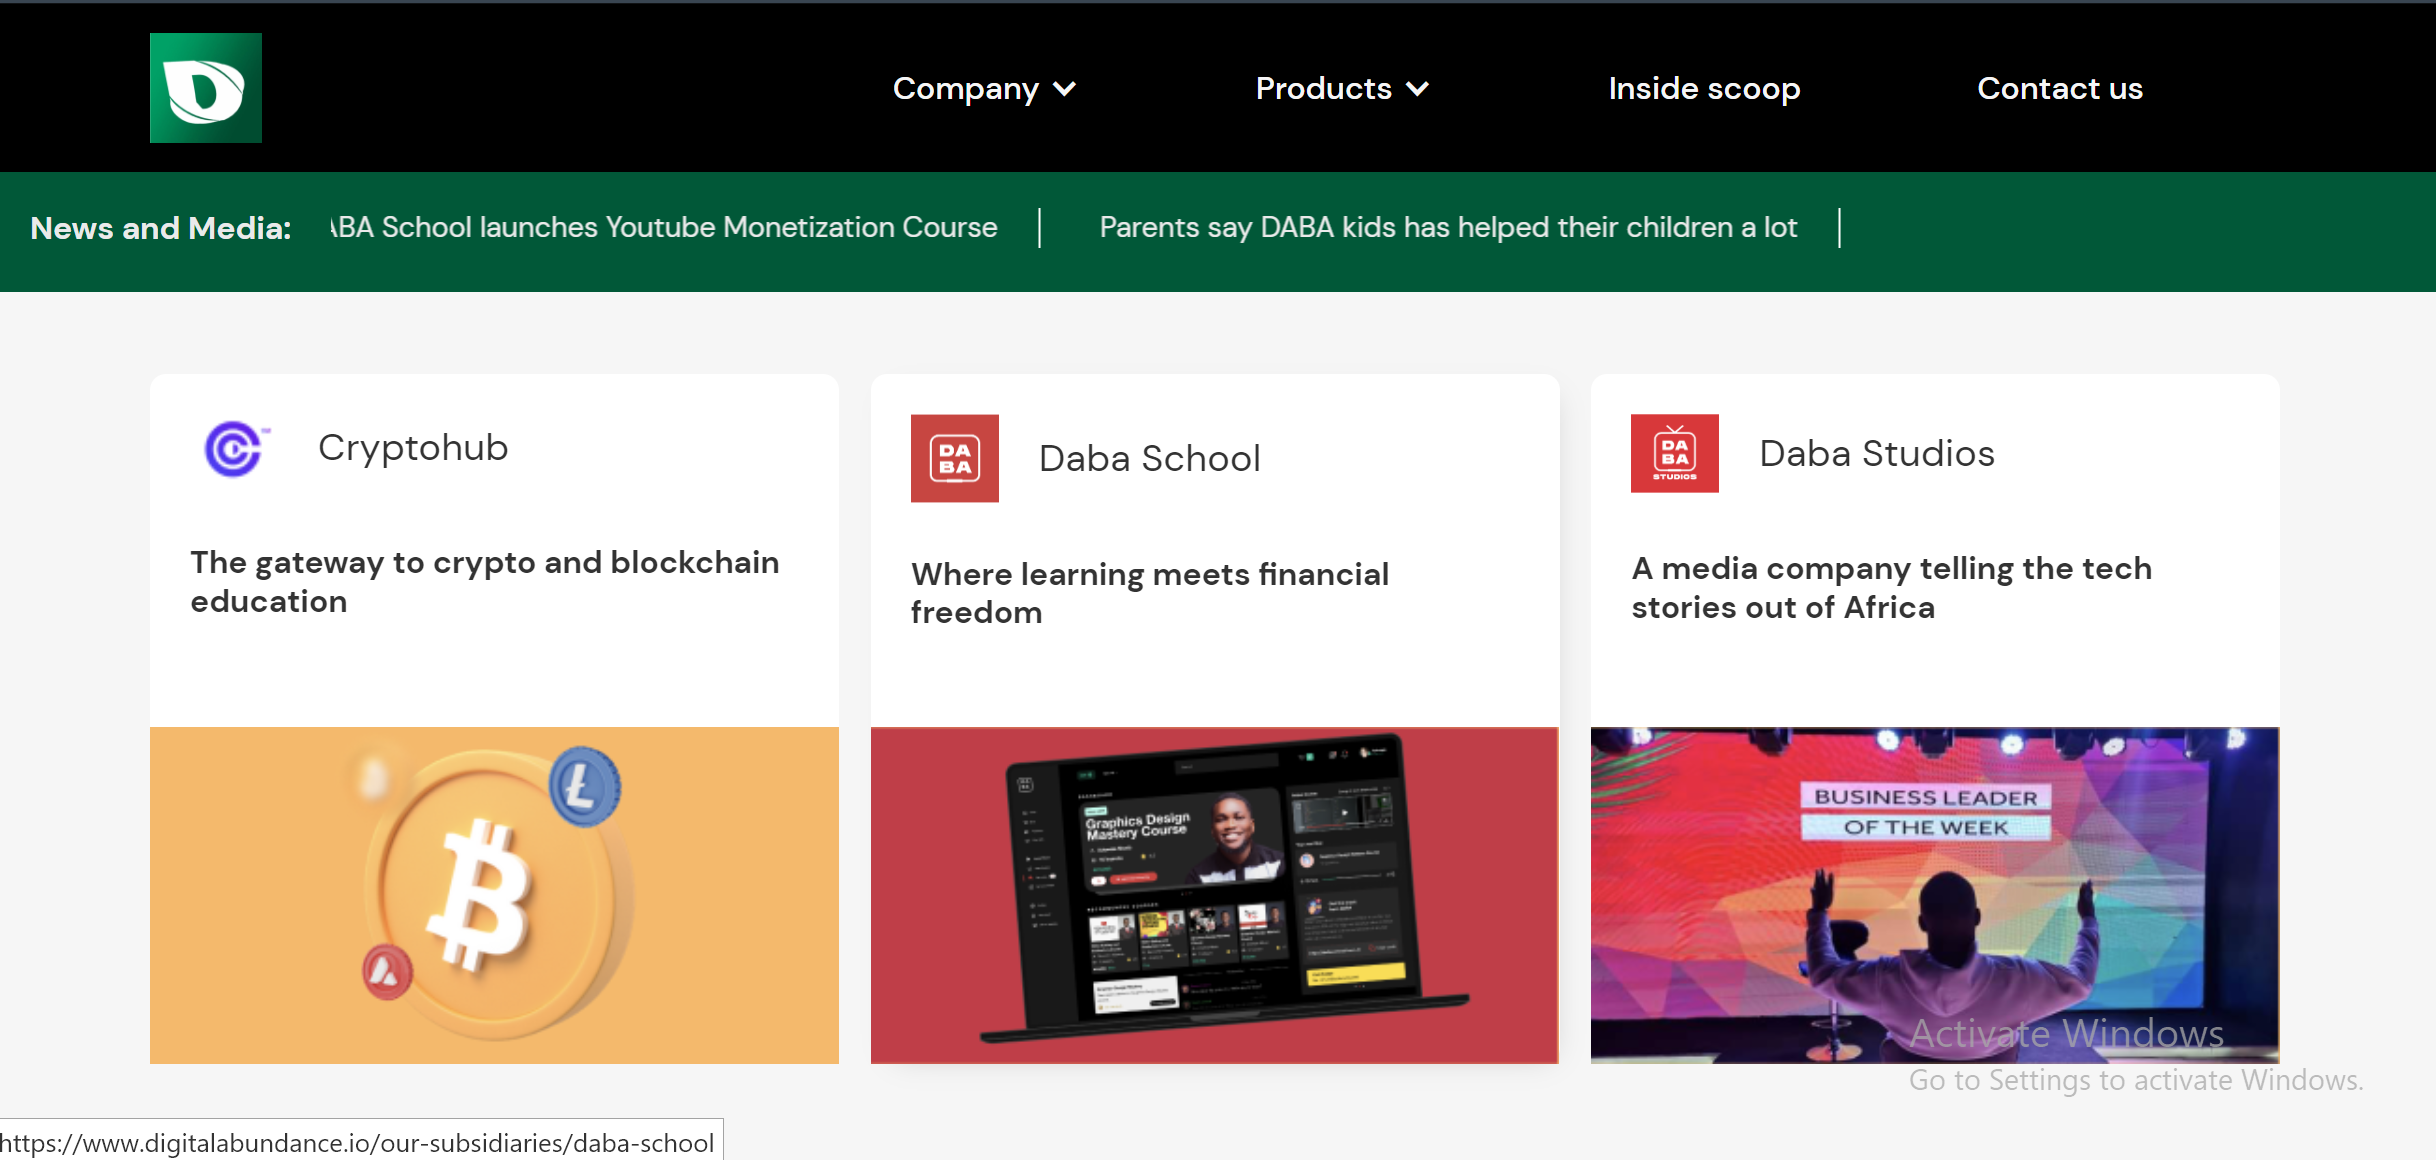 Company
Products
Inside scoop
Contact us
News and Media:
ABA School launches Youtube Monetization Course
Parents say DABA kids has helped their children a lot
Cryptohub
The gateway to crypto and blockchain
education
DA
BA
Daba School
Where learning meets financial
freedom
DA
BA
STUDIOS
Daba Studios
A media company telling the tech
stories out of Africa
Graphics Design
Mastery Course
BUSINESS LEADER
OF THE WEEK
Activate Windows
Go to Settings to activate Windows.
https://www.digitalabundance.io/our-subsidiaries/daba-school